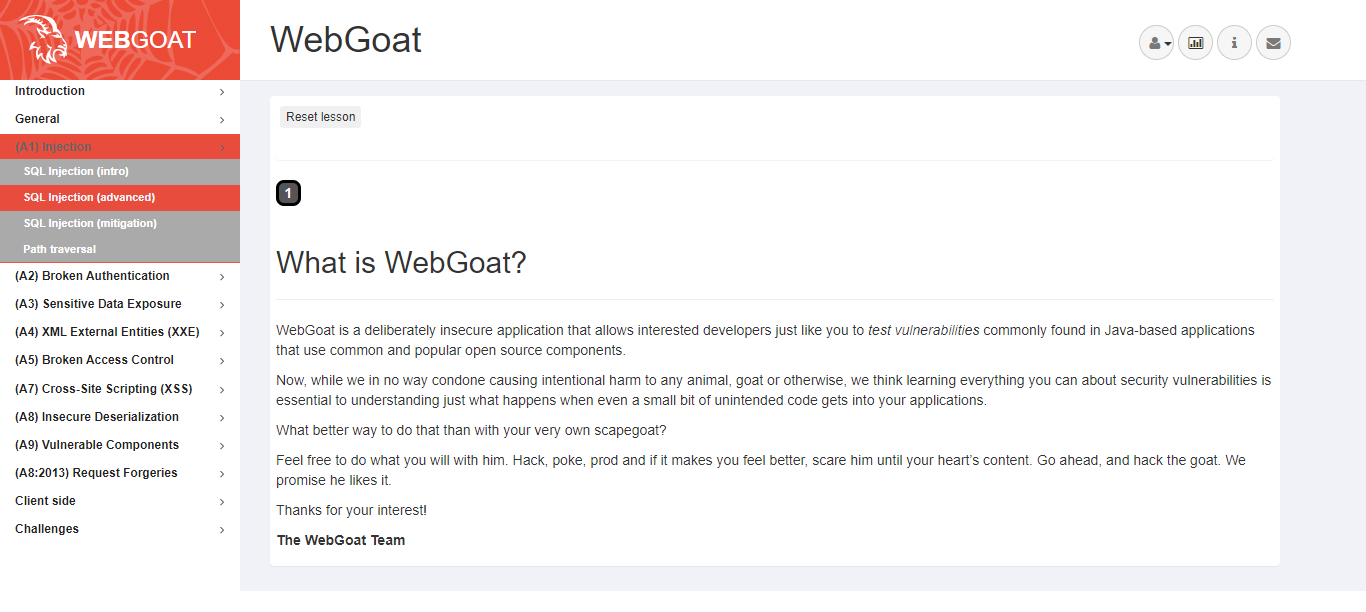 WEBGOAT
WebGoat
Introduction
General
(A1) Injection
SQL Injection (intro)
SQL Injection (advanced)
SQL Injection (mitigation)
Path traversal
(A2) Broken Authentication
(A3) Sensitive Data Exposure
(A4) XML External Entities (XXE)
(A5) Broken Access Control
(A7) Cross-Site Scripting (XSS)
(A8) Insecure Deserialization
(A9) Vulnerable Components
(A8:2013) Request Forgeries
Client side
Challenges
Reset lesson
1
What is WebGoat?
WebGoat is a deliberately insecure application that allows interested developers just like you to test vulnerabilities commonly found in Java-based applications
that use common and popular open source components.
Now, while we in no way condone causing intentional harm to any animal, goat or otherwise, we think learning everything you can about security vulnerabilities is
essential to understanding just what happens when even a small bit of unintended code gets into your applications.
What better way to do that than with your very own scapegoat?
Feel free to do what you will with him. Hack, poke, prod and if it makes you feel better, scare him until your heart’s content. Go ahead, and hack the goat. We
promise he likes it.
Thanks for your interest!
The WebGoat Team